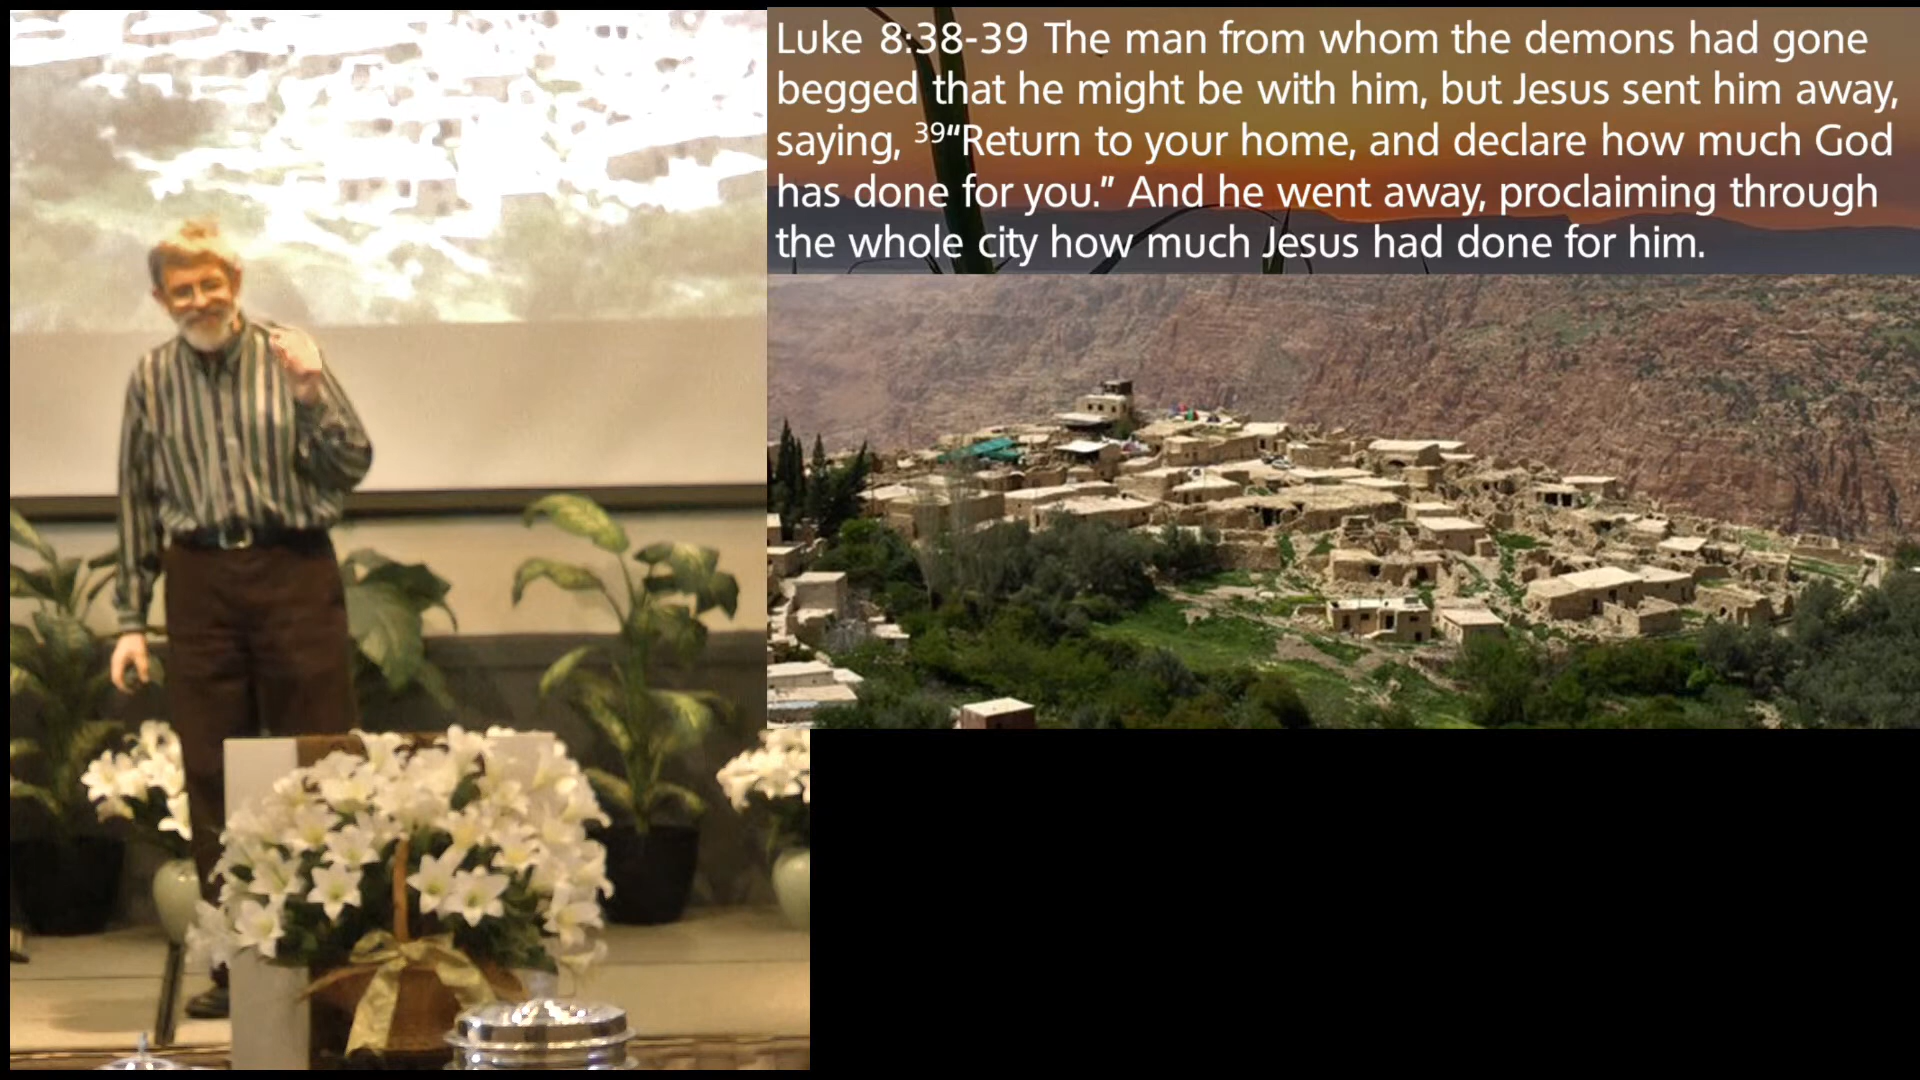 Luke 8:38-39 The man from whom the demons had gone
begged that he might be with him, but Jesus sent him away,
saying, 39“Return to your home, and declare how much God
has done for you.” And he went away, proclaiming through
the whole city how much Jesus had done for him.